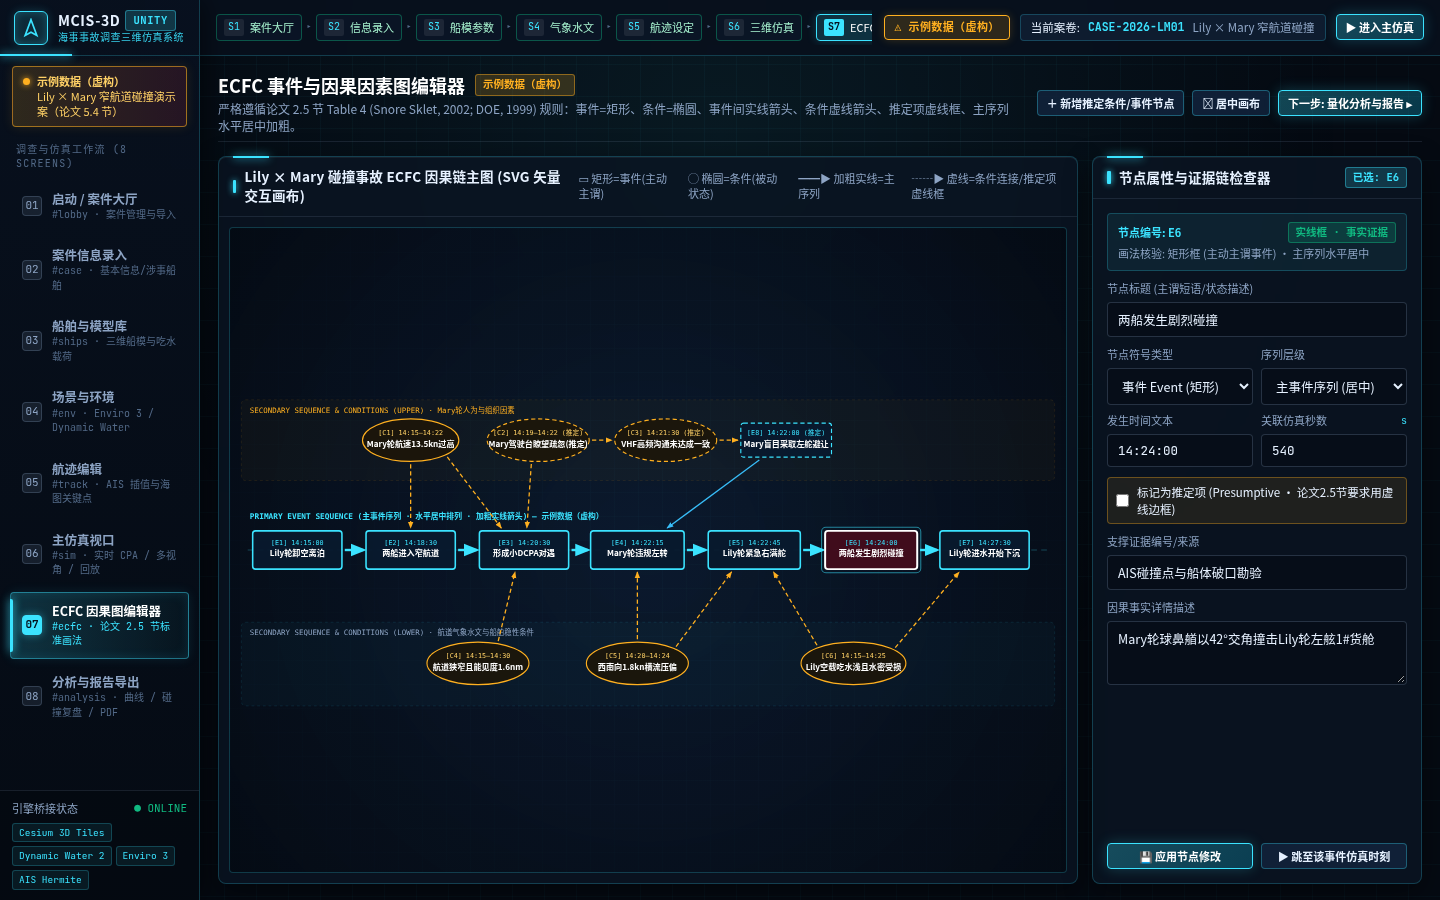 MCIS-3D UNITY
海事事故调查三维仿真系统
S1 案件大厅
S2 信息录入
S3 船模参数
S4 气象水文
S5 航迹设定
S6 三维仿真
S7 ECFC
⚠ 示例数据（虚构）
当前案卷: CASE-2026-LM01 Lily × Mary 窄航道碰撞
▶ 进入主仿真
示例数据（虚构）
Lily × Mary 窄航道碰撞演示
案（论文 5.4 节）
调查与仿真工作流 (8
SCREENS)
01 启动 / 案件大厅
#lobby · 案件管理与导入
02 案件信息录入
#case · 基本信息/涉事船
舶
03 船舶与模型库
#ships · 三维船模与吃水
载荷
04 场景与环境
#env · Enviro 3 /
Dynamic Water
05 航迹编辑
#track · AIS 插值与海
图关键点
06 主仿真视口
#sim · 实时 CPA / 多视
角 / 回放
07 ECFC 因果图编辑器
#ecfc · 论文 2.5 节标
准画法
08 分析与报告导出
#analysis · 曲线 / 碰
撞复盘 / PDF
引擎桥接状态
● ONLINE
Cesium 3D Tiles
Dynamic Water 2
Enviro 3
AIS Hermite
ECFC 事件与因果因素图编辑器 示例数据（虚构）
严格遵循论文 2.5 节 Table 4 (Snore Sklet, 2002; DOE, 1999) 规则：事件=矩形、条件=椭圆、事件间实线箭头、条件虚线箭头、推定项虚线框、主序列
水平居中加粗。
＋ 新增推定条件/事件节点
居中画布
下一步: 量化分析与报告 ▸
Lily × Mary 碰撞事故 ECFC 因果链主图 (SVG 矢量
交互画布)
▭ 矩形=事件(主动
主谓)
◯ 椭圆=条件(被动
状态)
━━▶ 加粗实线=主
序列
┄┄▶ 虚线=条件连接/推定项
虚线框
SECONDARY SEQUENCE & CONDITIONS (UPPER) · Mary轮人为与组织因素
[C1] 14:15–14:22
Mary轮航速13.5kn过高
[C2] 14:19–14:22 (推定)
Mary驾驶台瞭望疏忽(推定)
[C3] 14:21:30 (推定)
VHF高频沟通未达成一致
[E8] 14:22:00 (推定)
Mary盲目采取左舵避让
PRIMARY EVENT SEQUENCE (主事件序列 · 水平居中排列 · 加粗实线箭头) — 示例数据（虚构）
[E1] 14:15:00
Lily轮卸空离泊
[E2] 14:18:30
两船进入窄航道
[E3] 14:20:30
形成小DCPA对遇
[E4] 14:22:15
Mary轮违规左转
[E5] 14:22:45
Lily轮紧急右满舵
[E6] 14:24:00
两船发生剧烈碰撞
[E7] 14:27:30
Lily轮进水开始下沉
SECONDARY SEQUENCE & CONDITIONS (LOWER) · 航道气象水文与船舶稳性条件
[C4] 14:15–14:30
航道狭窄且能见度1.6nm
[C5] 14:20–14:24
西南向1.8kn横流压偏
[C6] 14:15–14:25
Lily空载吃水浅且水密受损
节点属性与证据链检查器
已选: E6
节点编号: E6
实线框 · 事实证据
画法核验: 矩形框 (主动主谓事件) · 主序列水平居中
节点标题 (主谓短语/状态描述)
两船发生剧烈碰撞
节点符号类型
序列层级
事件 Event (矩形)
主事件序列 (居中)
发生时间文本
关联仿真秒数
s
14:24:00
540
标记为推定项 (Presumptive · 论文2.5节要求用虚
线边框)
支撑证据编号/来源
AIS碰撞点与船体破口勘验
因果事实详情描述
Mary轮球鼻艏以42°交角撞击Lily轮左舷1#货舱
💾 应用节点修改
▶ 跳至该事件仿真时刻